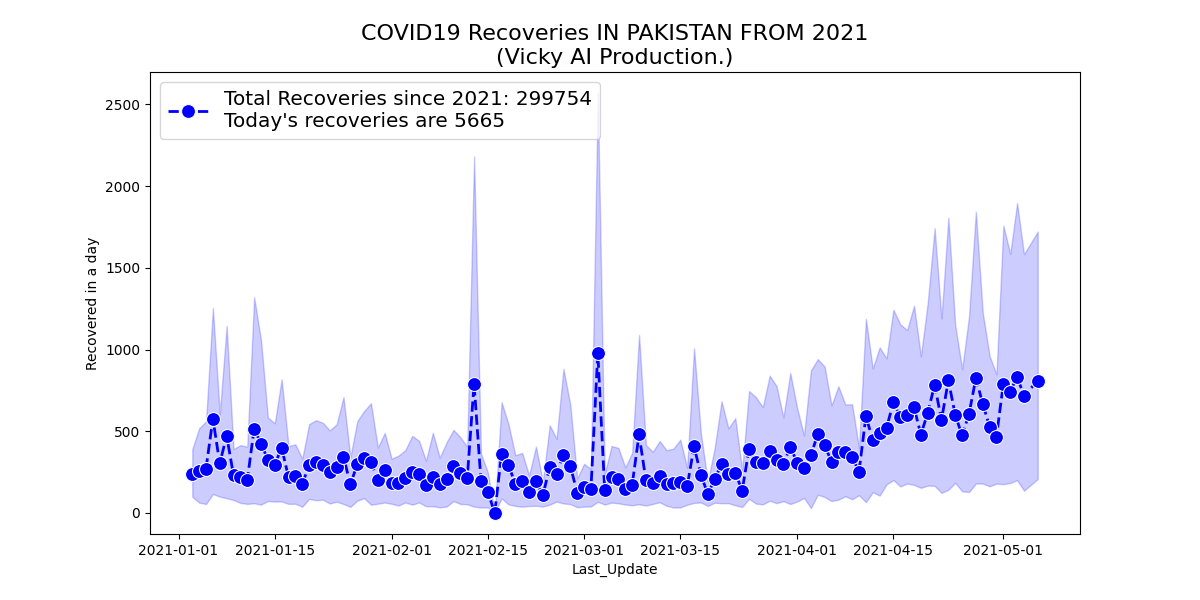 COVID19 Recoveries IN PAKISTAN FROM 2021
(Vicky AI Production.)
Total Recoveries since 2021: 299754
Today's recoveries are 5665
2500
2000
1500
1000
500
0
Recovered in a day
2021-01-01 2021-01-15 2021-02-01 2021-02-15 2021-03-01 2021-03-15 2021-04-01 2021-04-15 2021-05-01
Last_Update